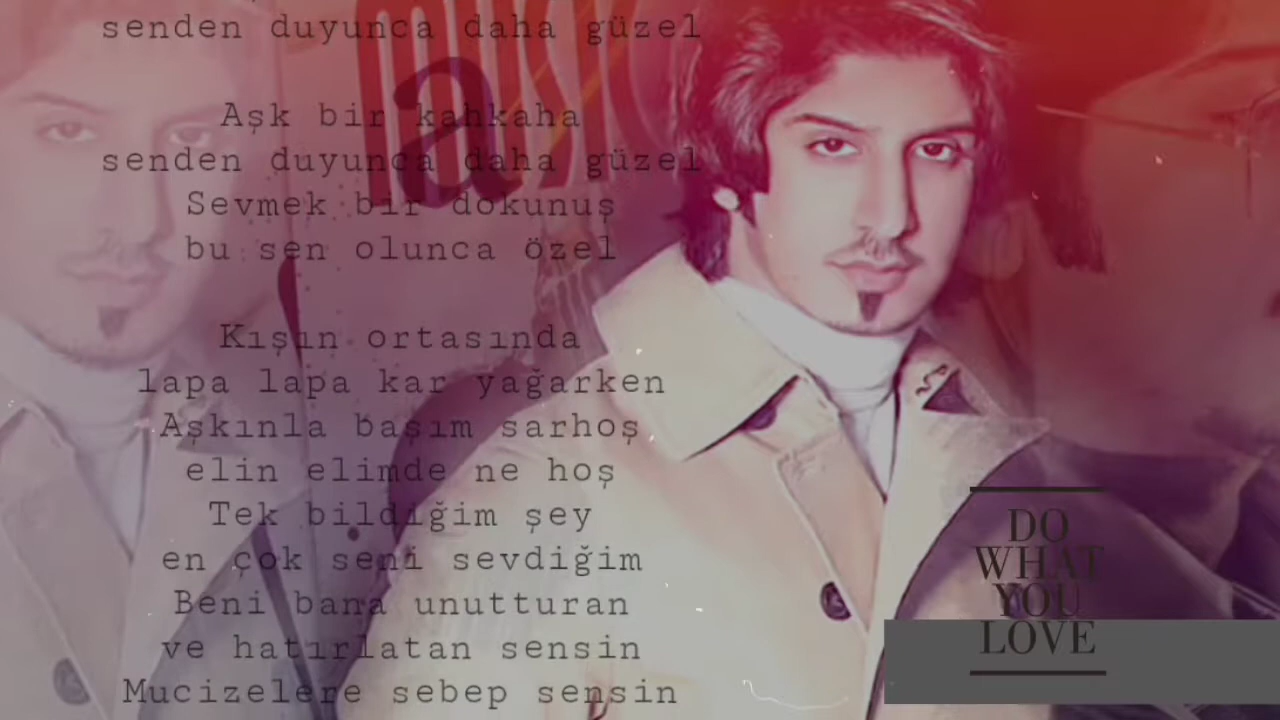 senden duyunca daha güzel
Aşk bir kahkaha
senden duyunca daha güzel
Sevmek bir dokunuş
bu sen olunca özel
Kışın ortasında
lapa lapa kar yağarken
Aşkınla başım sarhoş
elin elimde ne hoş
Tek bildiğim şey
en çok seni sevdiğim
Beni bana unutturan
ve hatırlatan sensin
Mucizelere sebep sensin
music
DO
WHAT
YOU
LOVE